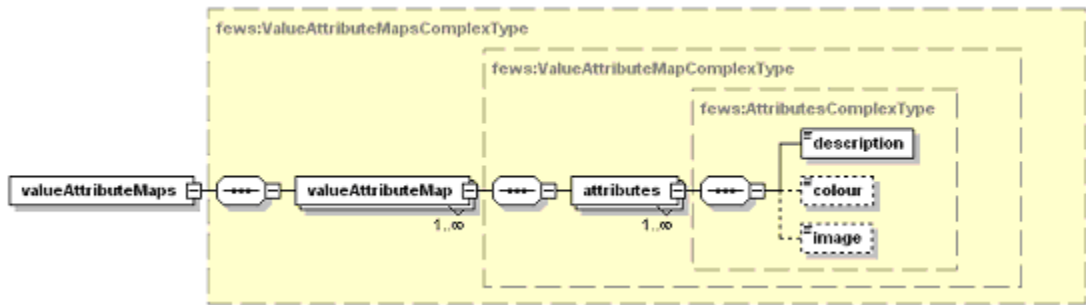 fews:ValueAttributeMapsComplexType
fews:ValueAttributeMapComplexType
fews:AttributesComplexType
description
valueAttributeMaps
valueAttributeMap
attributes
colour
1..∞
1..∞
image